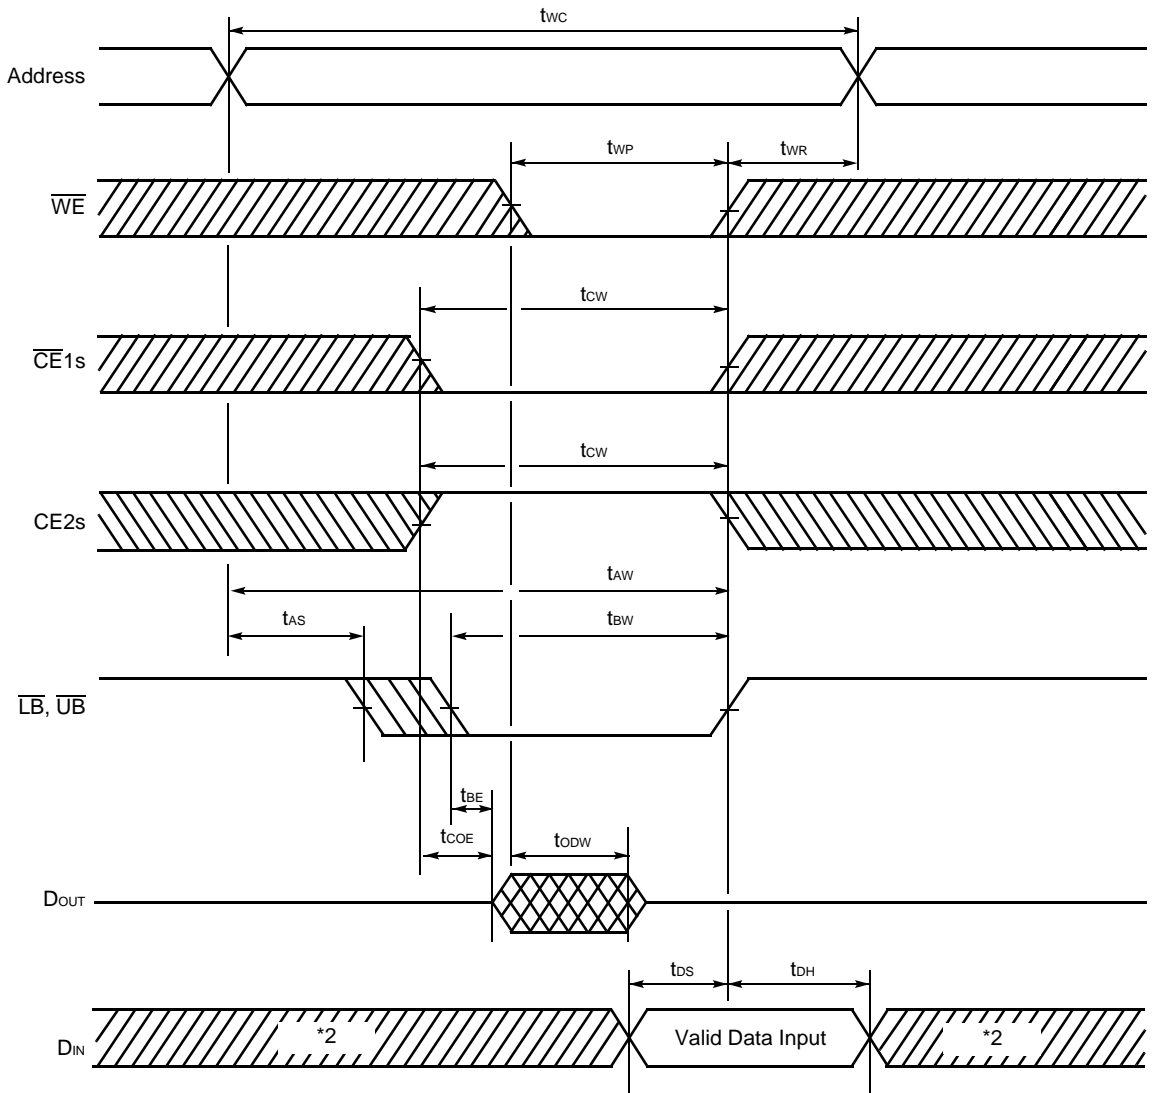 tWC
Address
tWP
tWR
WE
tCW
CE1s
tCW
CE2s
tAW
tAS
tBW
LB, UB
tBE
tCOE
tODW
DOUT
tDS
tDH
*2
Valid Data Input
*2
DIN